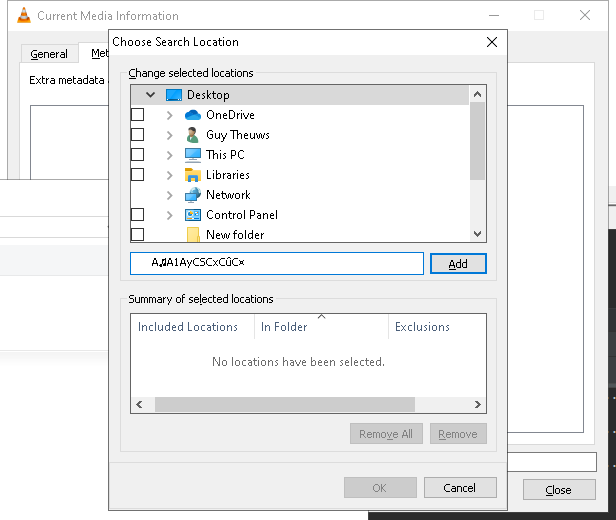 Current Media Information
Choose Search Location
General
Met
Extra metadata
Change selected locations
Desktop
OneDrive
Guy Theuws
This PC
Libraries
Network
Control Panel
New folder
Add
Summary of selected locations
Included Locations
In Folder
Exclusions
No locations have been selected.
Remove All
Remove
OK
Cancel
Close